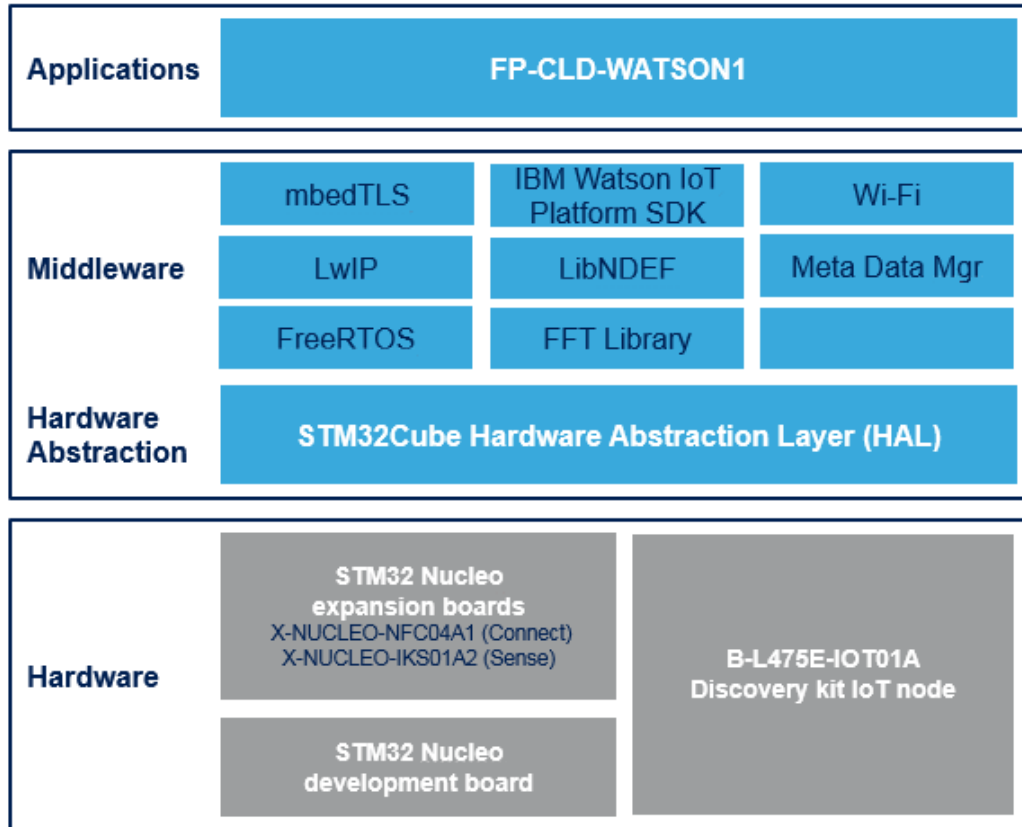 Applications
FP-CLD-WATSON1
Middleware
mbedTLS
IBM Watson IoT
Platform SDK
Wi-Fi
LwIP
LibNDEF
Meta Data Mgr
FreeRTOS
FFT Library
Hardware
Abstraction
STM32Cube Hardware Abstraction Layer (HAL)
Hardware
STM32 Nucleo
expansion boards
X-NUCLEO-NFC04A1 (Connect)
X-NUCLEO-IKS01A2 (Sense)
STM32 Nucleo
development board
B-L475E-IOT01A
Discovery kit IoT node